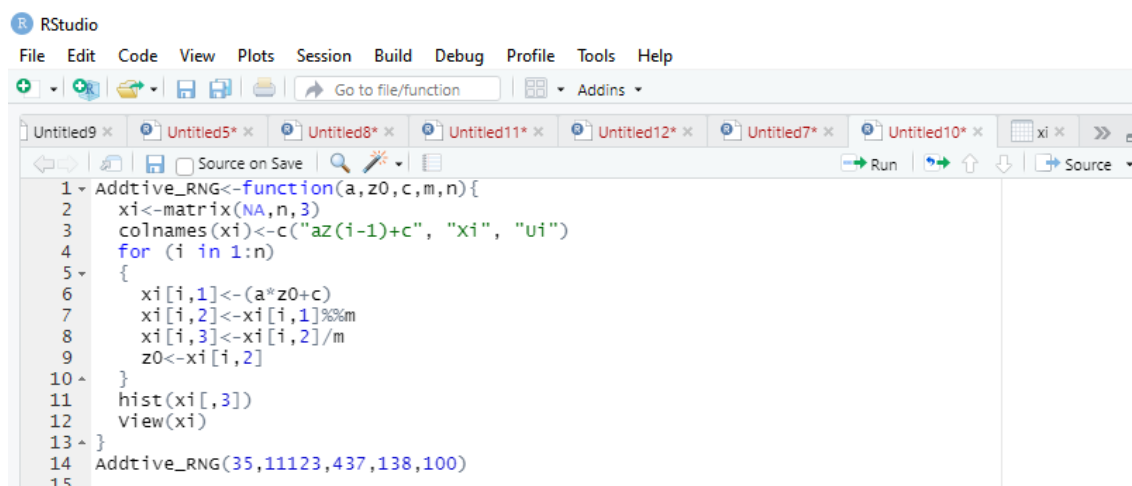 RStudio
File Edit Code View Plots Session Build Debug Profile Tools Help
Go to file/function Addins
Untitled9 Untitled5* Untitled8* Untitled11* Untitled12* Untitled7* Untitled10* xi
Source on Save Run Source
1 Addtive_RNG<-function(a,z0,c,m,n){
2 xi<-matrix(NA,n,3)
3 colnames(xi)<-c("aZ(i-1)+c", "Xi", "Ui")
4 for (i in 1:n)
5 {
6 xi[i,1]<-(a*z0+c)
7 xi[i,2]<-xi[i,1]%%m
8 xi[i,3]<-xi[i,2]/m
9 z0<-xi[i,2]
10 }
11 hist(xi[,3])
12 View(xi)
13 }
14 Addtive_RNG(35,11123,437,138,100)
15